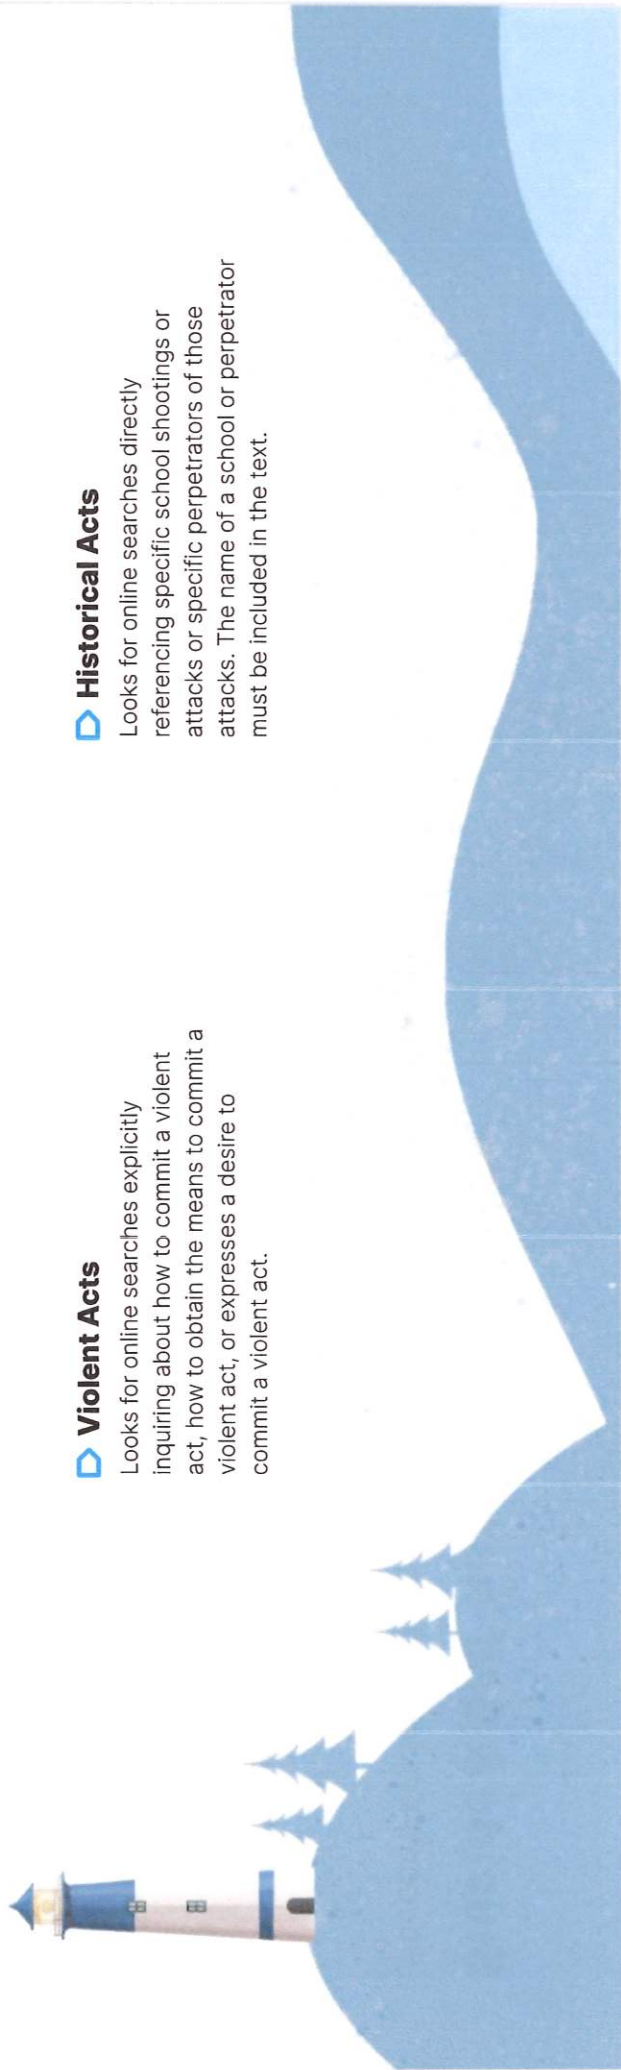 Violent Acts
Looks for online searches explicitly
inquiring about how to commit a violent
act, how to obtain the means to commit a
violent act, or expresses a desire to
commit a violent act.
Historical Acts
Looks for online searches directly
referencing specific school shootings or
attacks or specific perpetrators of those
attacks. The name of a school or perpetrator
must be included in the text.